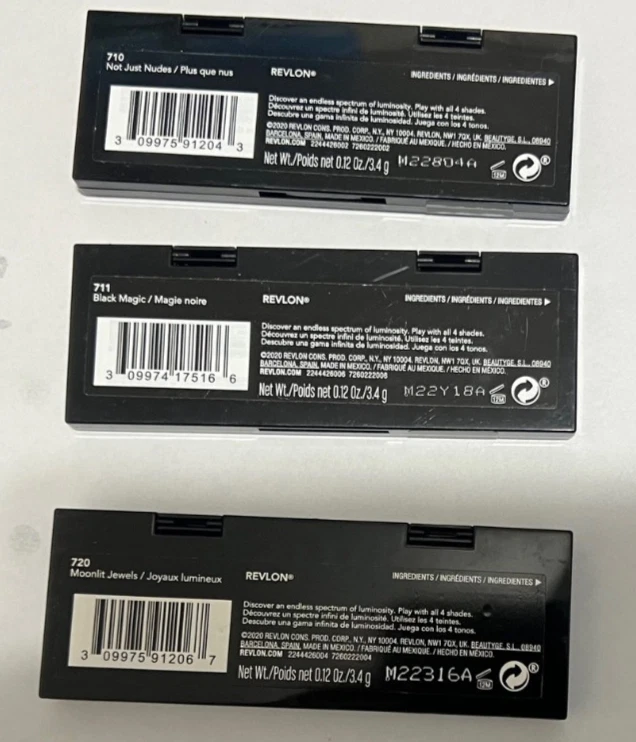 710
Not Just Nudes / Plus que nus
REVLON®
INGREDIENTS / INGRÉDIENTS / INGREDIENTES ▶
Discover an endless spectrum of luminosity. Play with all 4 shades.
Découvrez un spectre infini de luminosité. Utilisez les 4 teintes.
Descubre una gama infinita de luminosidad. Juega con los 4 tonos.
©2020 REVLON CONS. PROD. CORP., N.Y., NY 10004. REVLON, NW1 7QX, UK. BEAUTYGE, S.L., 08940
BARCELONA, SPAIN. MADE IN MEXICO. / FABRIQUÉ AU MEXIQUE. / HECHO EN MÉXICO.
REVLON.COM 2244426002 7260222002
3 09975 91204 3
Net Wt./Poids net 0.12 Oz./3.4 g
M22804A
12M
®
711
Black Magic / Magie noire
REVLON®
INGREDIENTS / INGRÉDIENTS / INGREDIENTES ▶
Discover an endless spectrum of luminosity. Play with all 4 shades.
Découvrez un spectre infini de luminosité. Utilisez les 4 teintes.
Descubre una gama infinita de luminosidad. Juega con los 4 tonos.
©2020 REVLON CONS. PROD. CORP., N.Y., NY 10004. REVLON, NW1 7QX, UK. BEAUTYGE, S.L., 08940
BARCELONA, SPAIN. MADE IN MEXICO. / FABRIQUÉ AU MEXIQUE. / HECHO EN MÉXICO.
REVLON.COM 2244426006 7260222006
3 09974 17516 6
Net Wt./Poids net 0.12 Oz./3.4 g
M22Y18A
12M
®
720
Moonlit Jewels / Joyaux lumineux
REVLON®
INGREDIENTS / INGRÉDIENTS / INGREDIENTES ▶
Discover an endless spectrum of luminosity. Play with all 4 shades.
Découvrez un spectre infini de luminosité. Utilisez les 4 teintes.
Descubre una gama infinita de luminosidad. Juega con los 4 tonos.
©2020 REVLON CONS. PROD. CORP., N.Y., NY 10004. REVLON, NW1 7QX, UK. BEAUTYGE, S.L., 08940
BARCELONA, SPAIN. MADE IN MEXICO. / FABRIQUÉ AU MEXIQUE. / HECHO EN MÉXICO.
REVLON.COM 2244426004 7260222004
3 09975 91206 7
Net Wt./Poids net 0.12 Oz./3.4 g
M22316A
12M
®